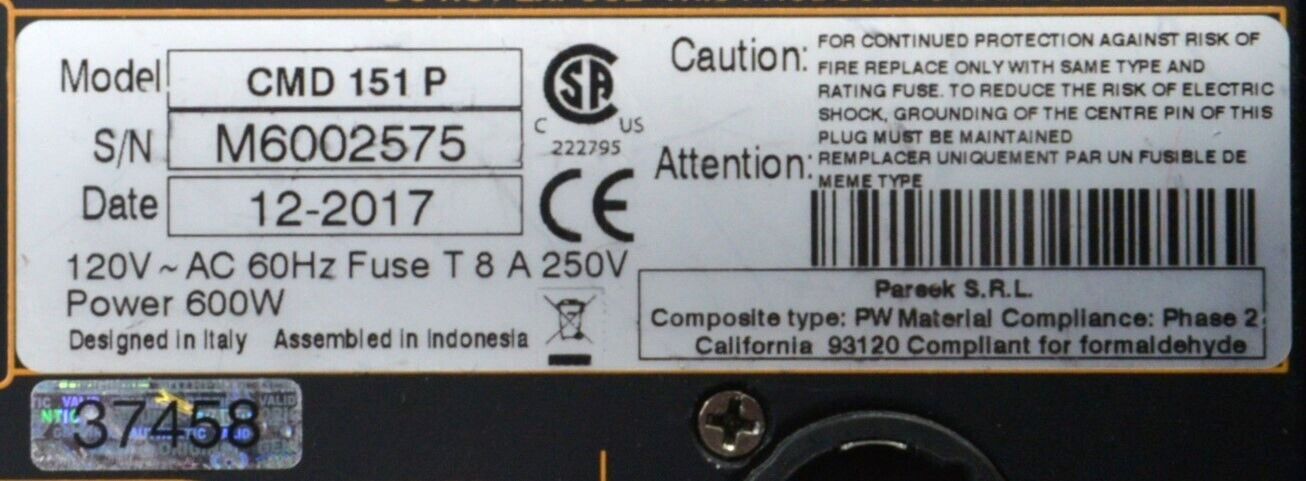 Model CMD 151 P
S/N M6002575
Date 12-2017
120V ~ AC 60Hz Fuse T 8 A 250V
Power 600W
Designed in Italy Assembled in Indonesia
CSA
C US
222795
CE
Caution: FOR CONTINUED PROTECTION AGAINST RISK OF
FIRE REPLACE ONLY WITH SAME TYPE AND
RATING FUSE. TO REDUCE THE RISK OF ELECTRIC
SHOCK, GROUNDING OF THE CENTRE PIN OF THIS
PLUG MUST BE MAINTAINED
Attention: REMPLACER UNIQUEMENT PAR UN FUSIBLE DE
MEME TYPE
Parsek S.R.L.
Composite type: PW Material Compliance: Phase 2
California 93120 Compliant for formaldehyde
37458